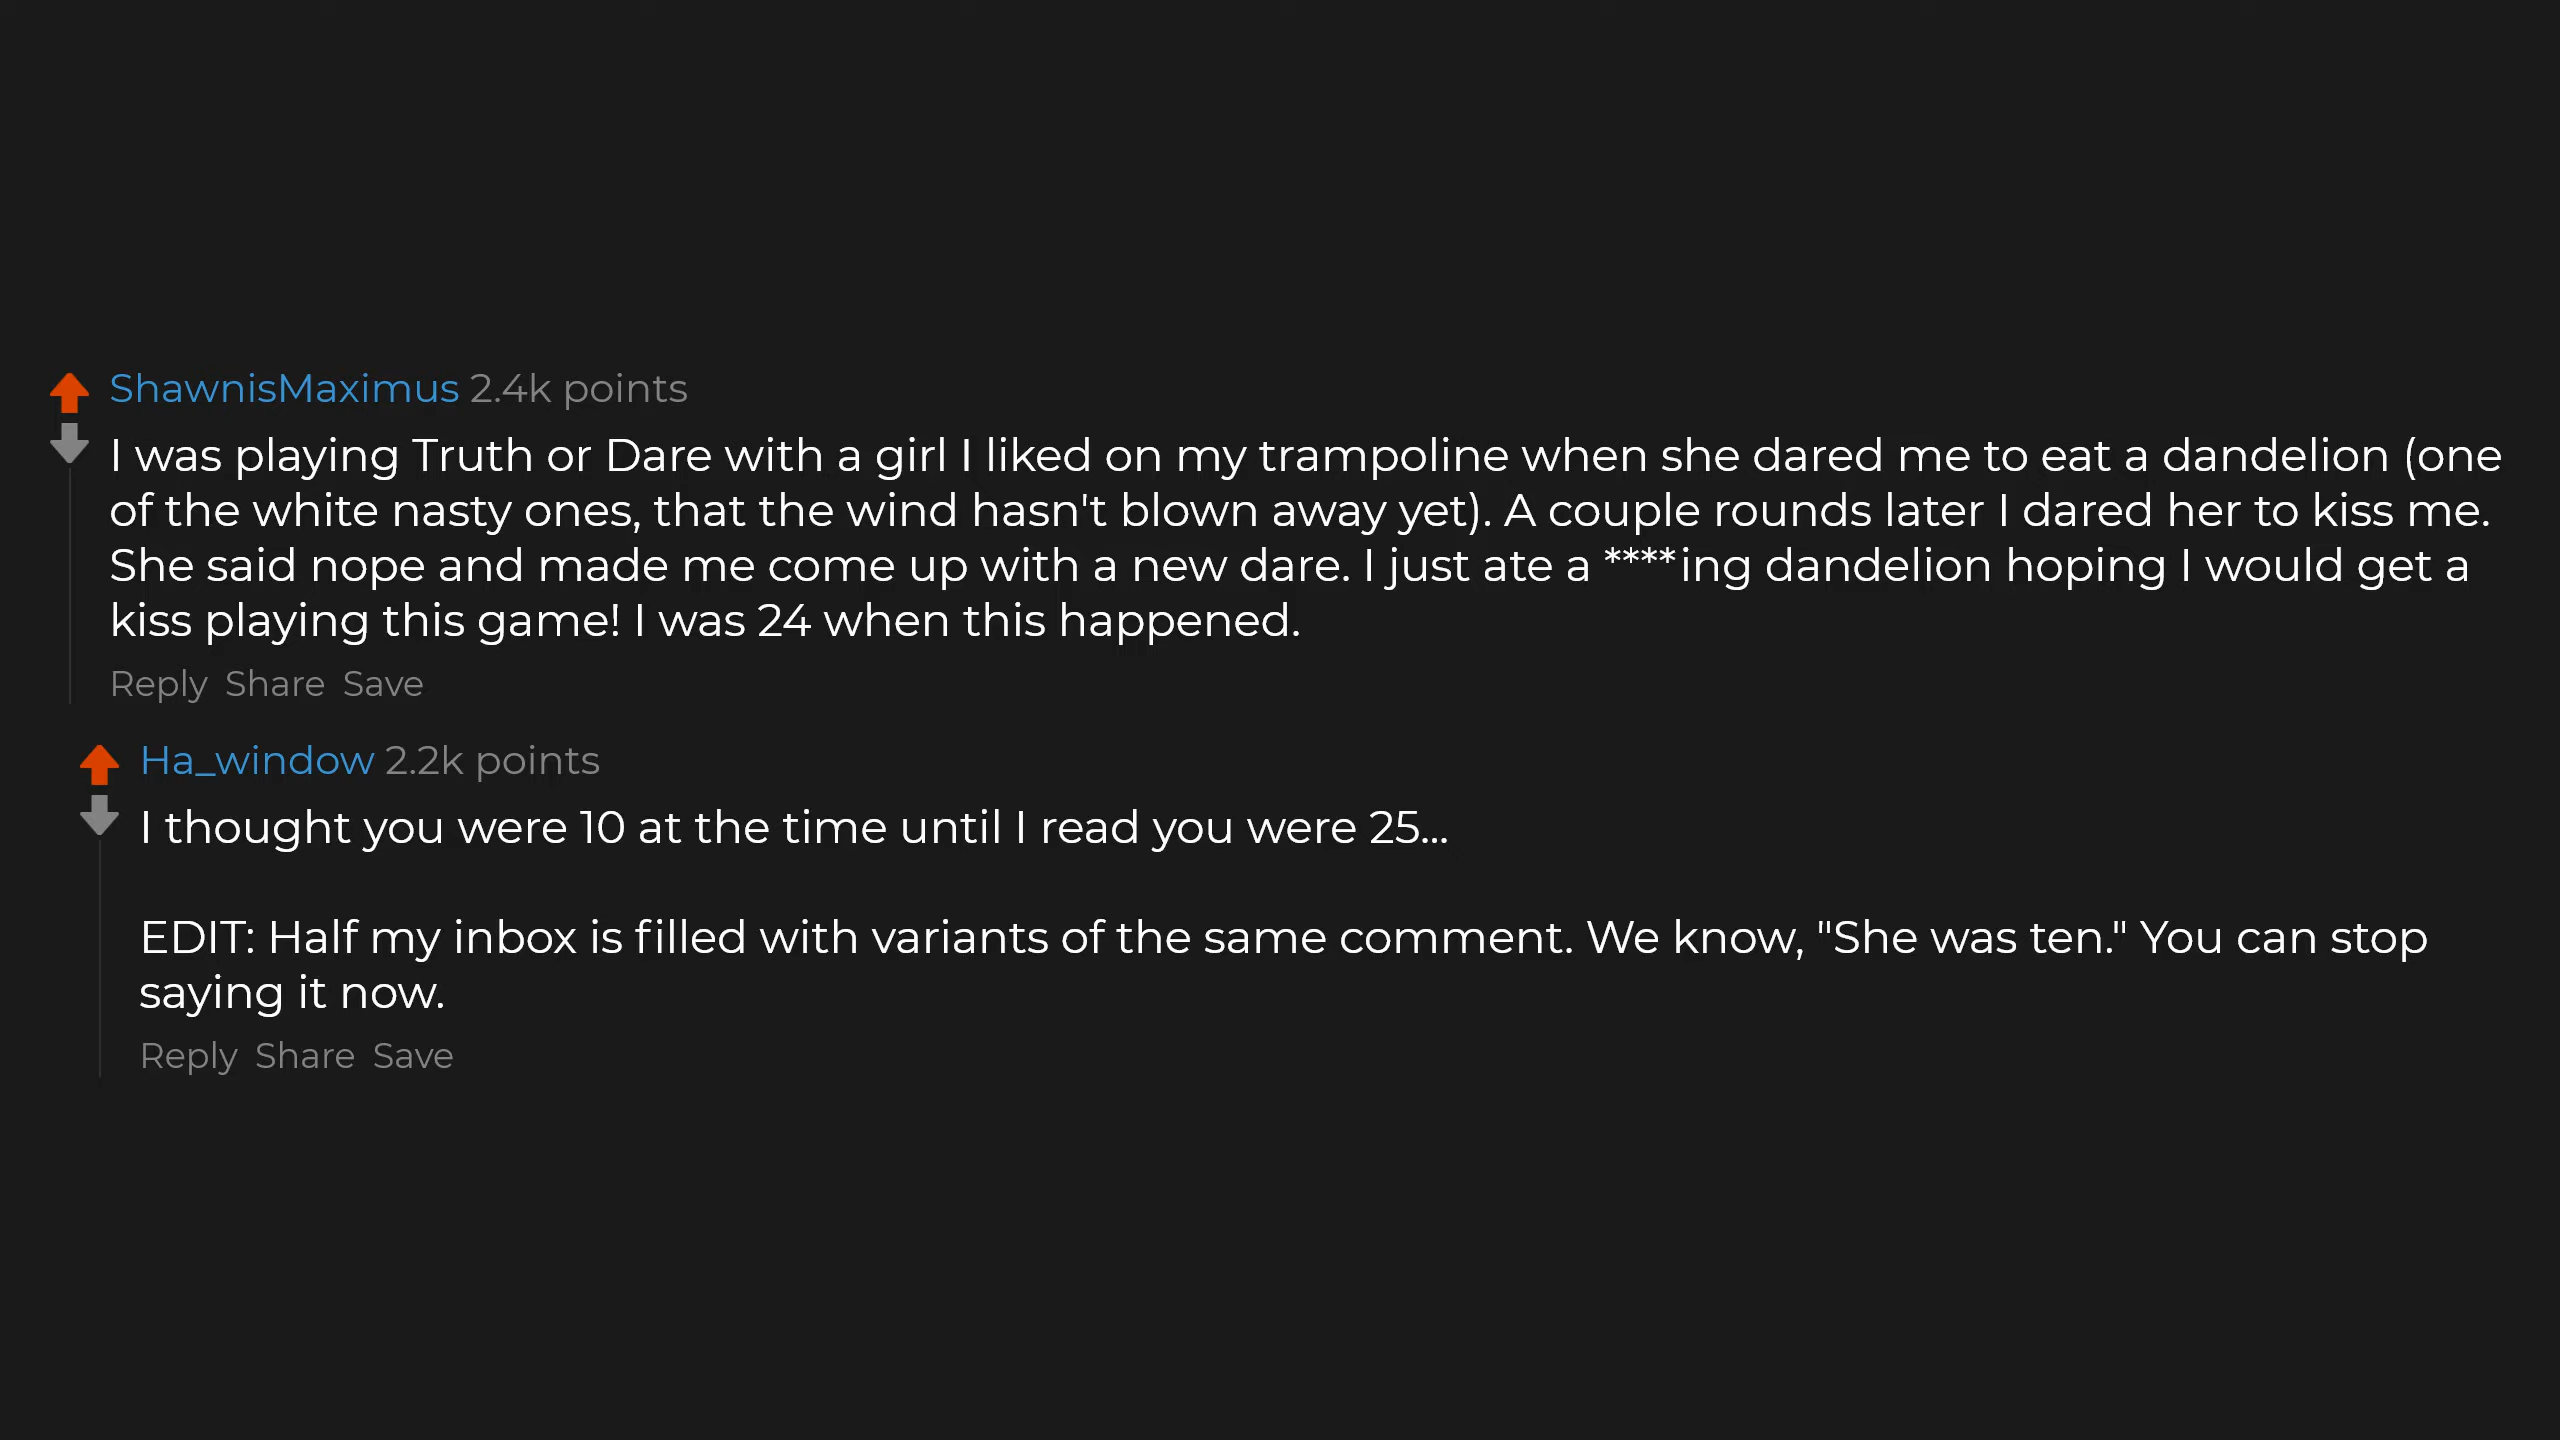 ShawnisMaximus 2.4k points
I was playing Truth or Dare with a girl I liked on my trampoline when she dared me to eat a dandelion (one
of the white nasty ones, that the wind hasn't blown away yet). A couple rounds later I dared her to kiss me.
She said nope and made me come up with a new dare. I just ate a ****ing dandelion hoping I would get a
kiss playing this game! I was 24 when this happened.
Reply Share Save
Ha_window 2.2k points
I thought you were 10 at the time until I read you were 25...
EDIT: Half my inbox is filled with variants of the same comment. We know, "She was ten." You can stop
saying it now.
Reply Share Save